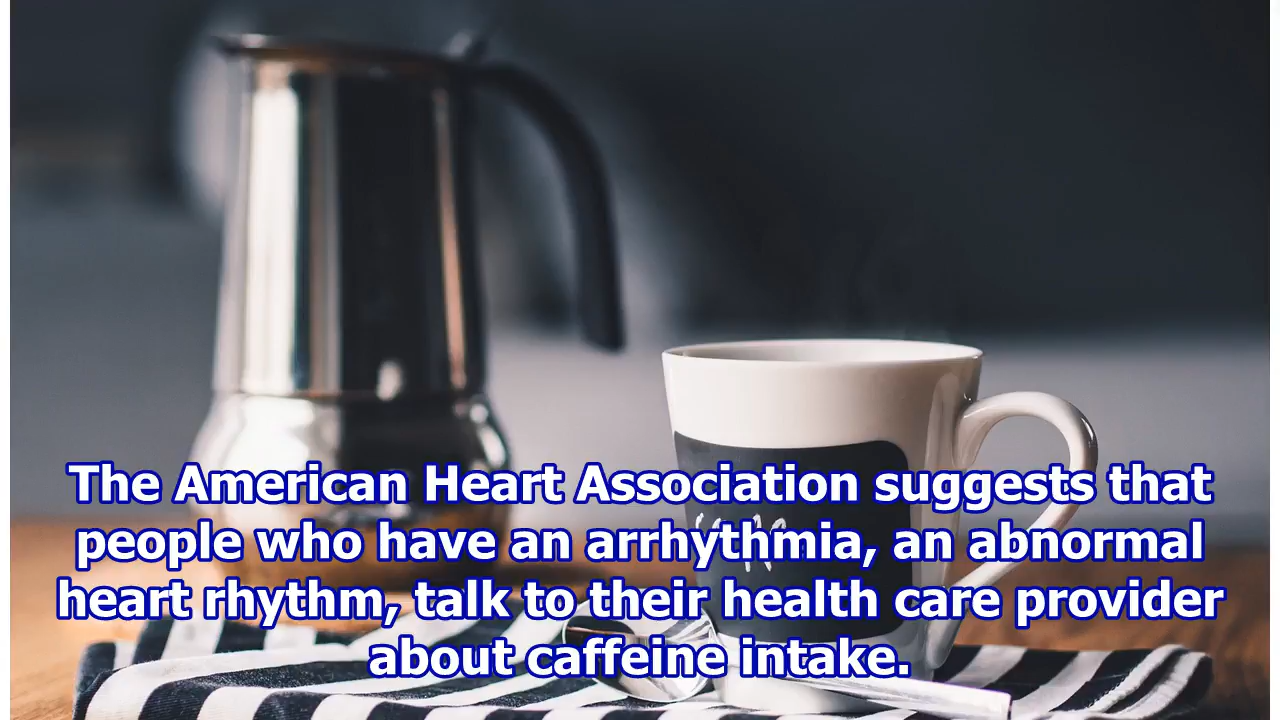 The American Heart Association suggests that
people who have an arrhythmia, an abnormal
heart rhythm, talk to their health care provider
about caffeine intake.